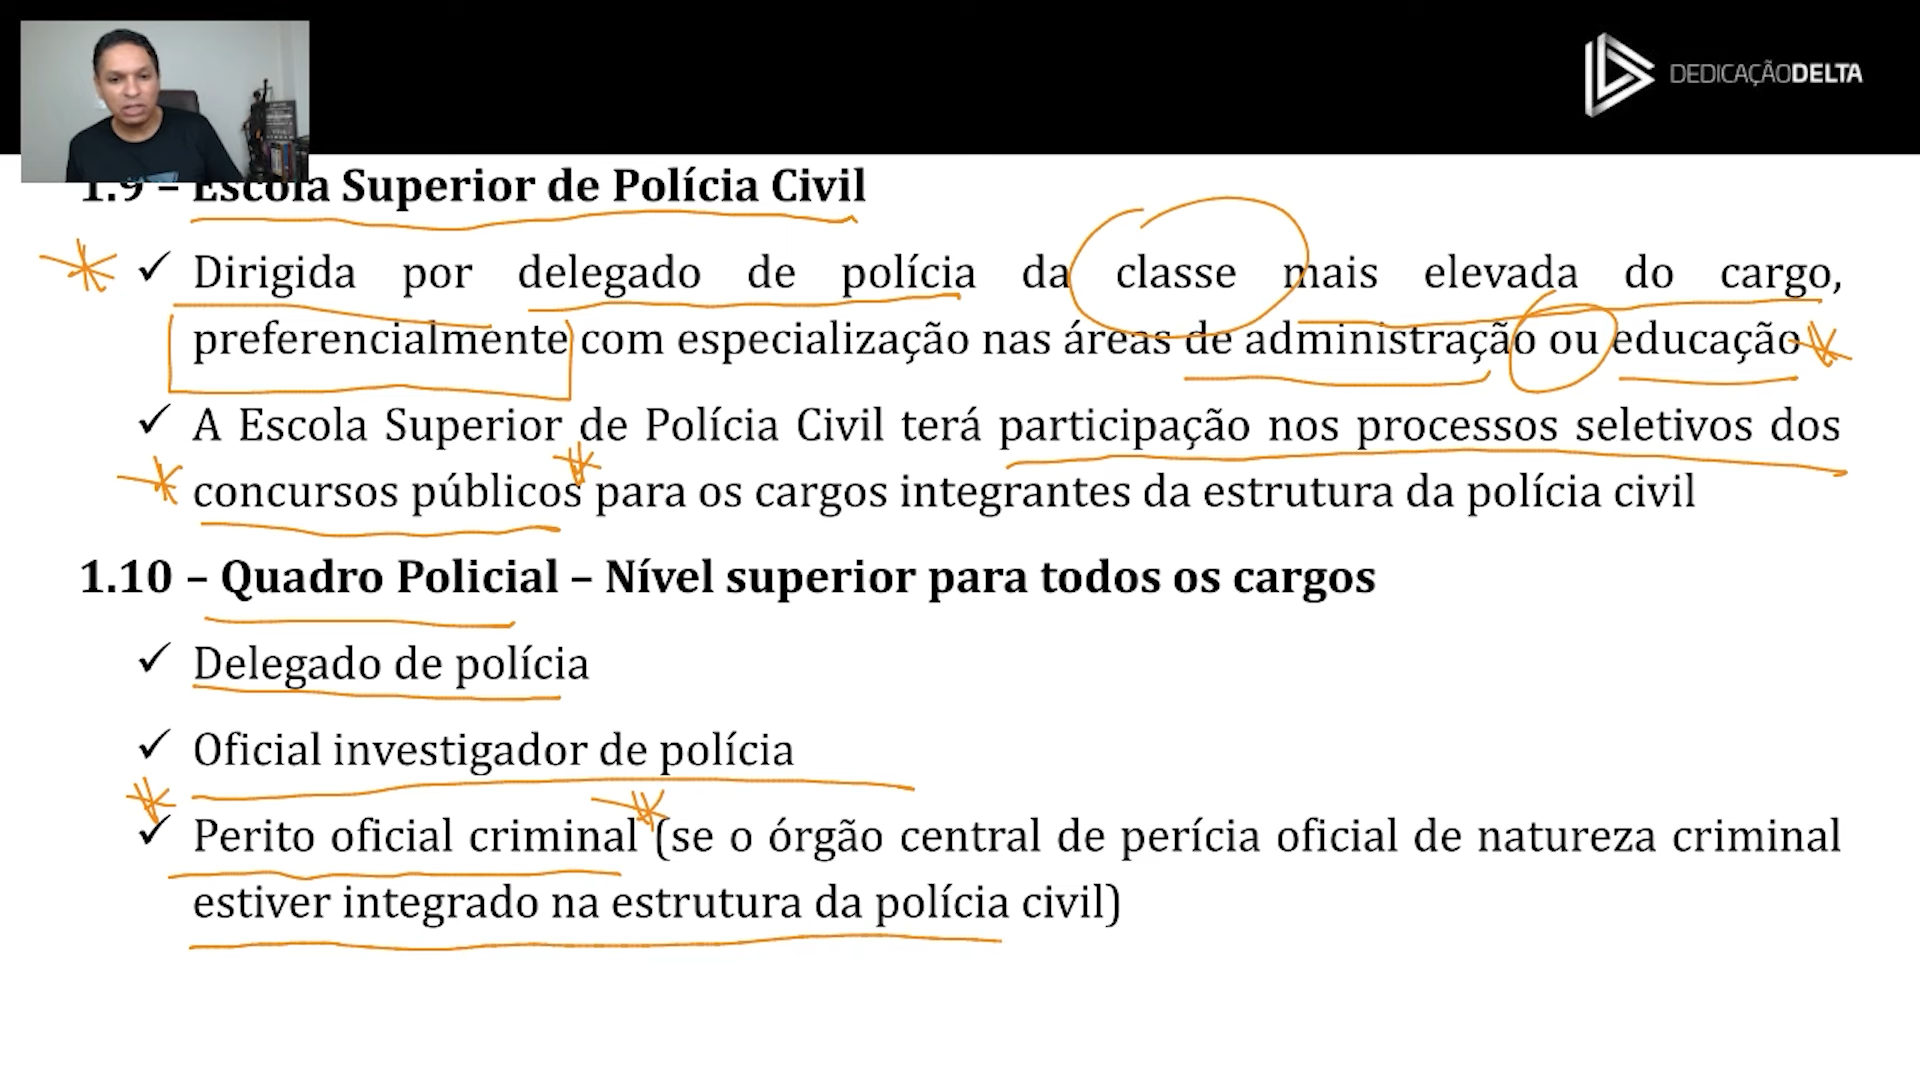 DEDICAÇÃODELTA
1.9 – Escola Superior de Polícia Civil
✓ Dirigida por delegado de polícia da classe mais elevada do cargo,
preferencialmente com especialização nas áreas de administração ou educação
✓ A Escola Superior de Polícia Civil terá participação nos processos seletivos dos
concursos públicos para os cargos integrantes da estrutura da polícia civil
1.10 – Quadro Policial – Nível superior para todos os cargos
✓ Delegado de polícia
✓ Oficial investigador de polícia
✓ Perito oficial criminal (se o órgão central de perícia oficial de natureza criminal
estiver integrado na estrutura da polícia civil)